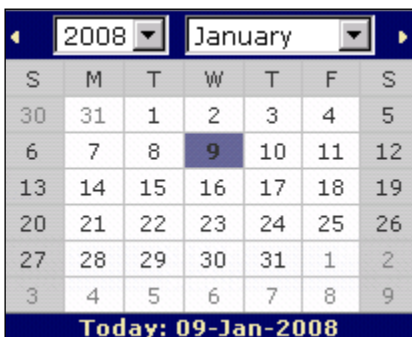 2008 January
S M T W T F S
30 31 1 2 3 4 5
6 7 8 9 10 11 12
13 14 15 16 17 18 19
20 21 22 23 24 25 26
27 28 29 30 31 1 2
3 4 5 6 7 8 9
Today: 09-Jan-2008